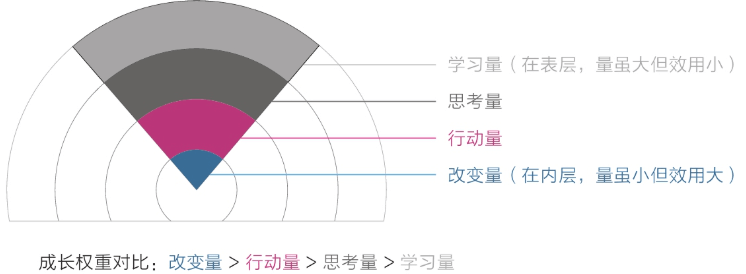 学习量（在表层，量虽大但效用小）
思考量
行动量
改变量（在内层，量虽小但效用大）
成长权重对比：改变量 > 行动量 > 思考量 > 学习量